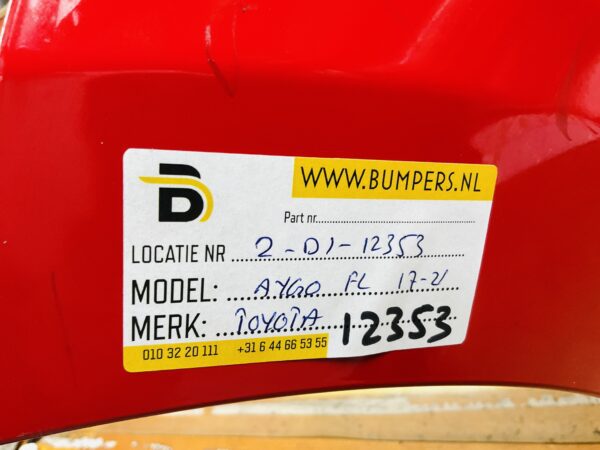 WWW.BUMPERS.NL
Part nr
LOCATIE NR 2-D1-12353
MODEL: AYGO FL 17-21
MERK: TOYOTA 12353
010 32 20 111 +31 6 44 66 53 55